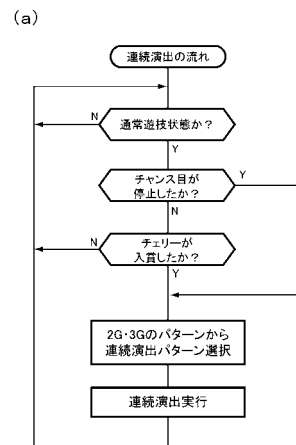 (a)
連続演出の流れ
N
通常遊技状態か？
Y
チャンス目が
停止したか？
Y
N
N
チェリーが
入賞したか？
Y
2G・3Gのパターンから
連続演出パターン選択
連続演出実行